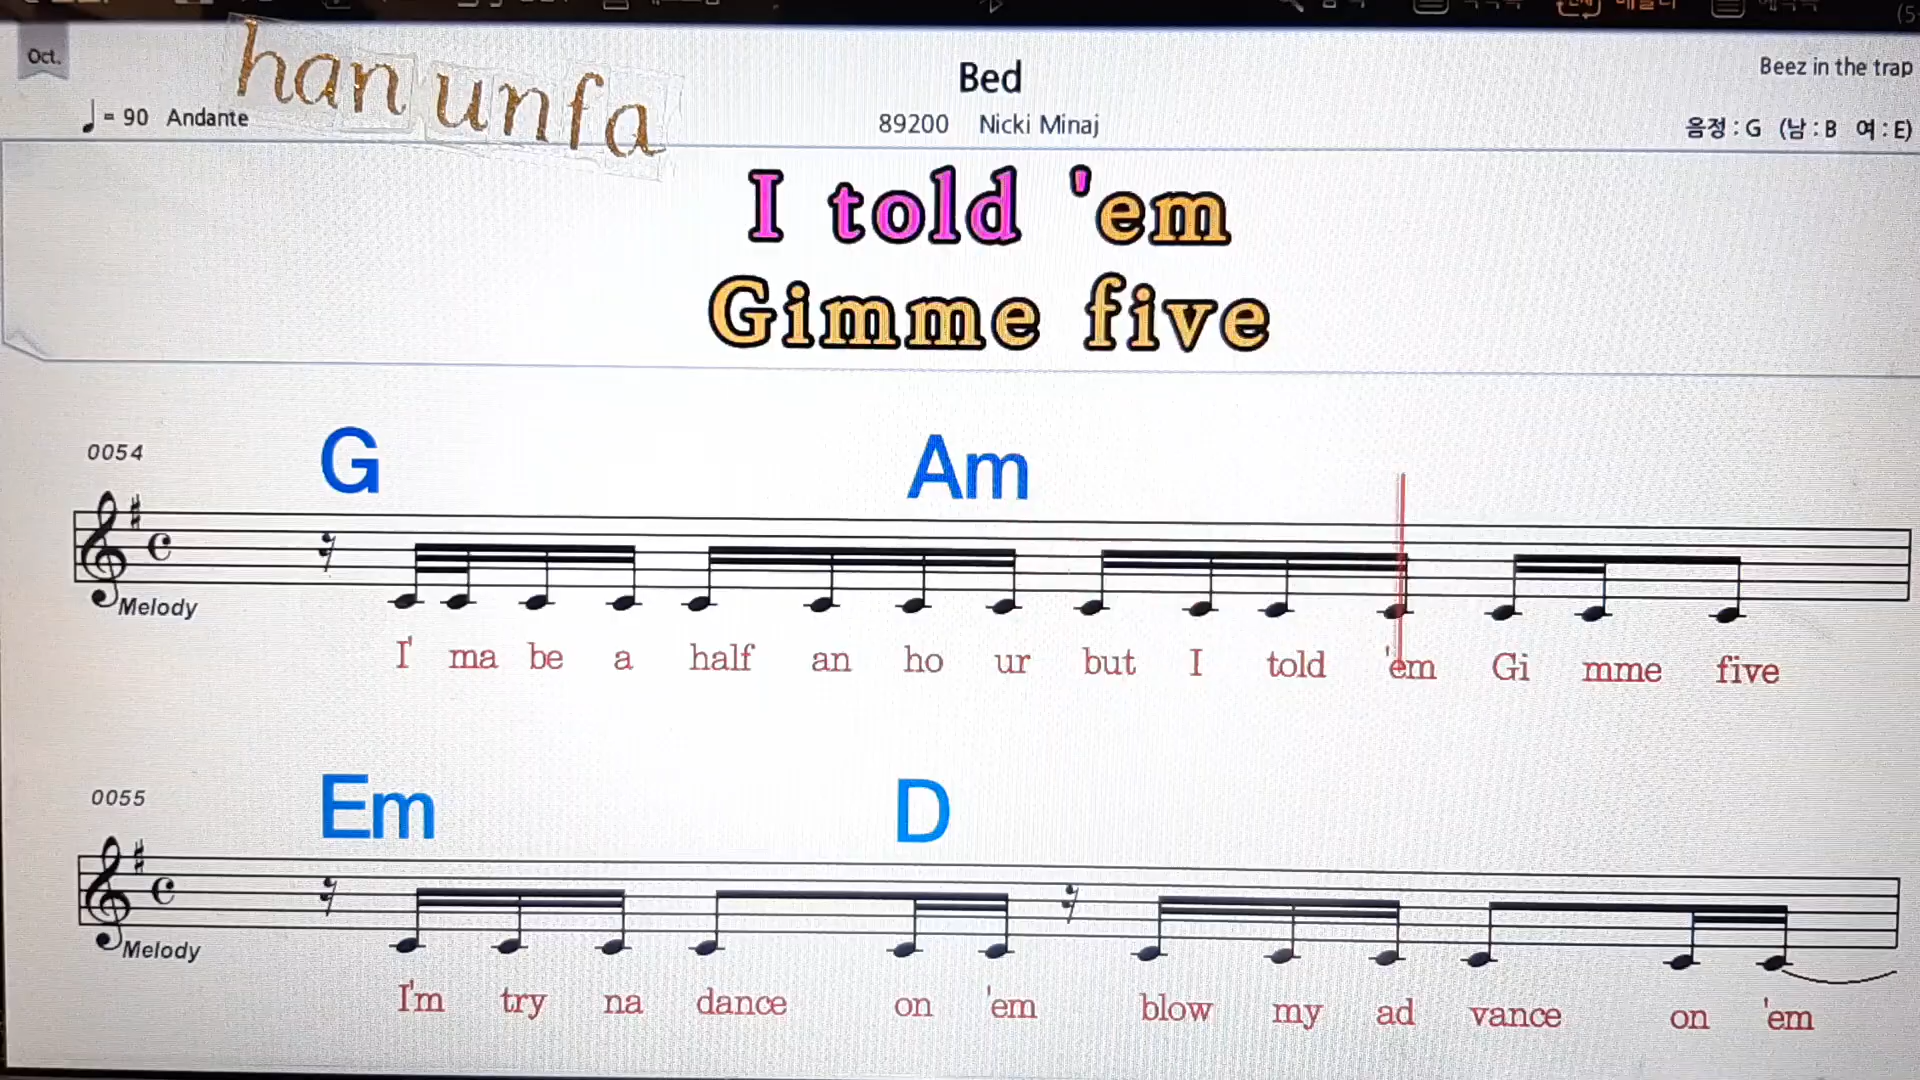 Oct.
han unfa
Bed
Beez in the trap
= 90 Andante
89200 Nicki Minaj
음정 : G (남 : B 여 : E)
I told 'em
Gimme five
0054
G Am
Melody
I' ma be a half an ho ur but I told 'em Gi mme five
0055
Em D
Melody
I'm try na dance on 'em blow my ad vance on 'em